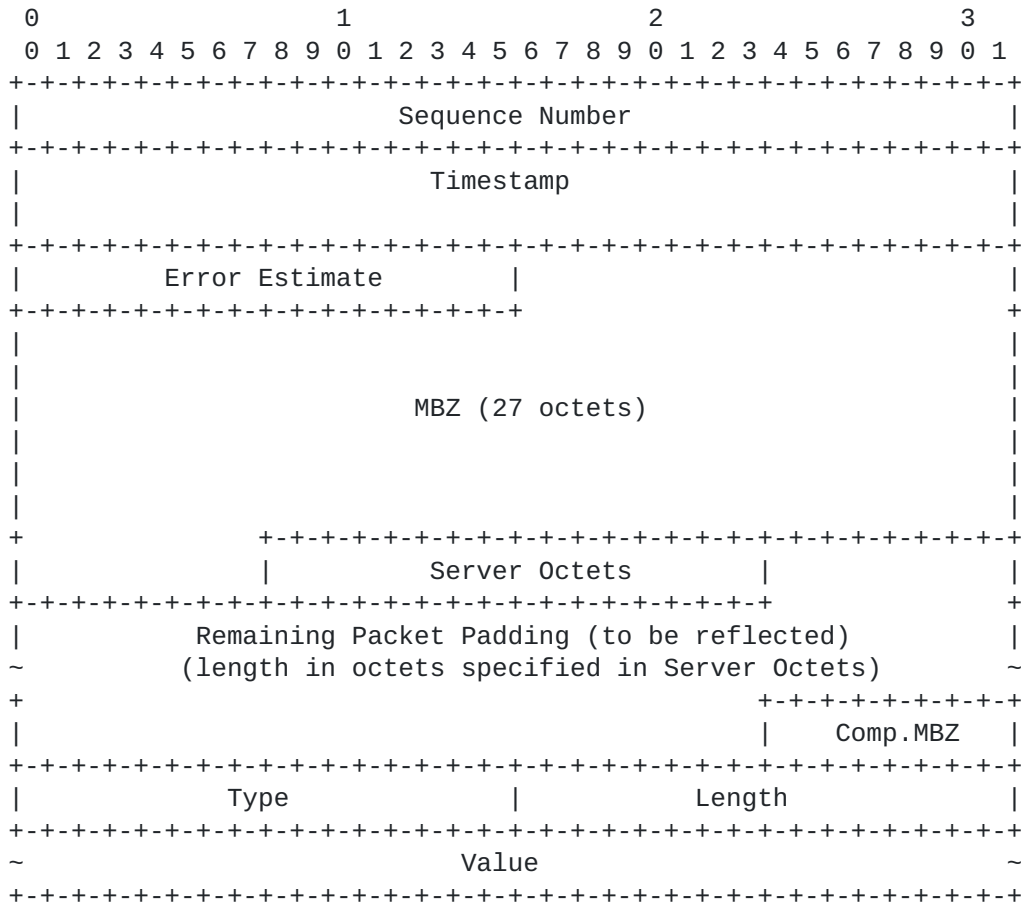 0                   1                   2                   3
 0 1 2 3 4 5 6 7 8 9 0 1 2 3 4 5 6 7 8 9 0 1 2 3 4 5 6 7 8 9 0 1
+-+-+-+-+-+-+-+-+-+-+-+-+-+-+-+-+-+-+-+-+-+-+-+-+-+-+-+-+-+-+-+-+
|                        Sequence Number                        |
+-+-+-+-+-+-+-+-+-+-+-+-+-+-+-+-+-+-+-+-+-+-+-+-+-+-+-+-+-+-+-+-+
|                          Timestamp                            |
|                                                               |
+-+-+-+-+-+-+-+-+-+-+-+-+-+-+-+-+-+-+-+-+-+-+-+-+-+-+-+-+-+-+-+-+
|         Error Estimate        |                               |
+-+-+-+-+-+-+-+-+-+-+-+-+-+-+-+-+                               +
|                                                               |
|                                                               |
|                         MBZ (27 octets)                       |
|                                                               |
|                                                               |
|                                                               |
+               +-+-+-+-+-+-+-+-+-+-+-+-+-+-+-+-+-+-+-+-+-+-+-+-+
|               |          Server Octets        |               |
+-+-+-+-+-+-+-+-+-+-+-+-+-+-+-+-+-+-+-+-+-+-+-+-+               +
|           Remaining Packet Padding (to be reflected)          |
~          (length in octets specified in Server Octets)        ~
+                                               +-+-+-+-+-+-+-+-+
|                                               |    Comp.MBZ   |
+-+-+-+-+-+-+-+-+-+-+-+-+-+-+-+-+-+-+-+-+-+-+-+-+-+-+-+-+-+-+-+-+
|             Type              |           Length              |
+-+-+-+-+-+-+-+-+-+-+-+-+-+-+-+-+-+-+-+-+-+-+-+-+-+-+-+-+-+-+-+-+
~                            Value                              ~
+-+-+-+-+-+-+-+-+-+-+-+-+-+-+-+-+-+-+-+-+-+-+-+-+-+-+-+-+-+-+-+-+